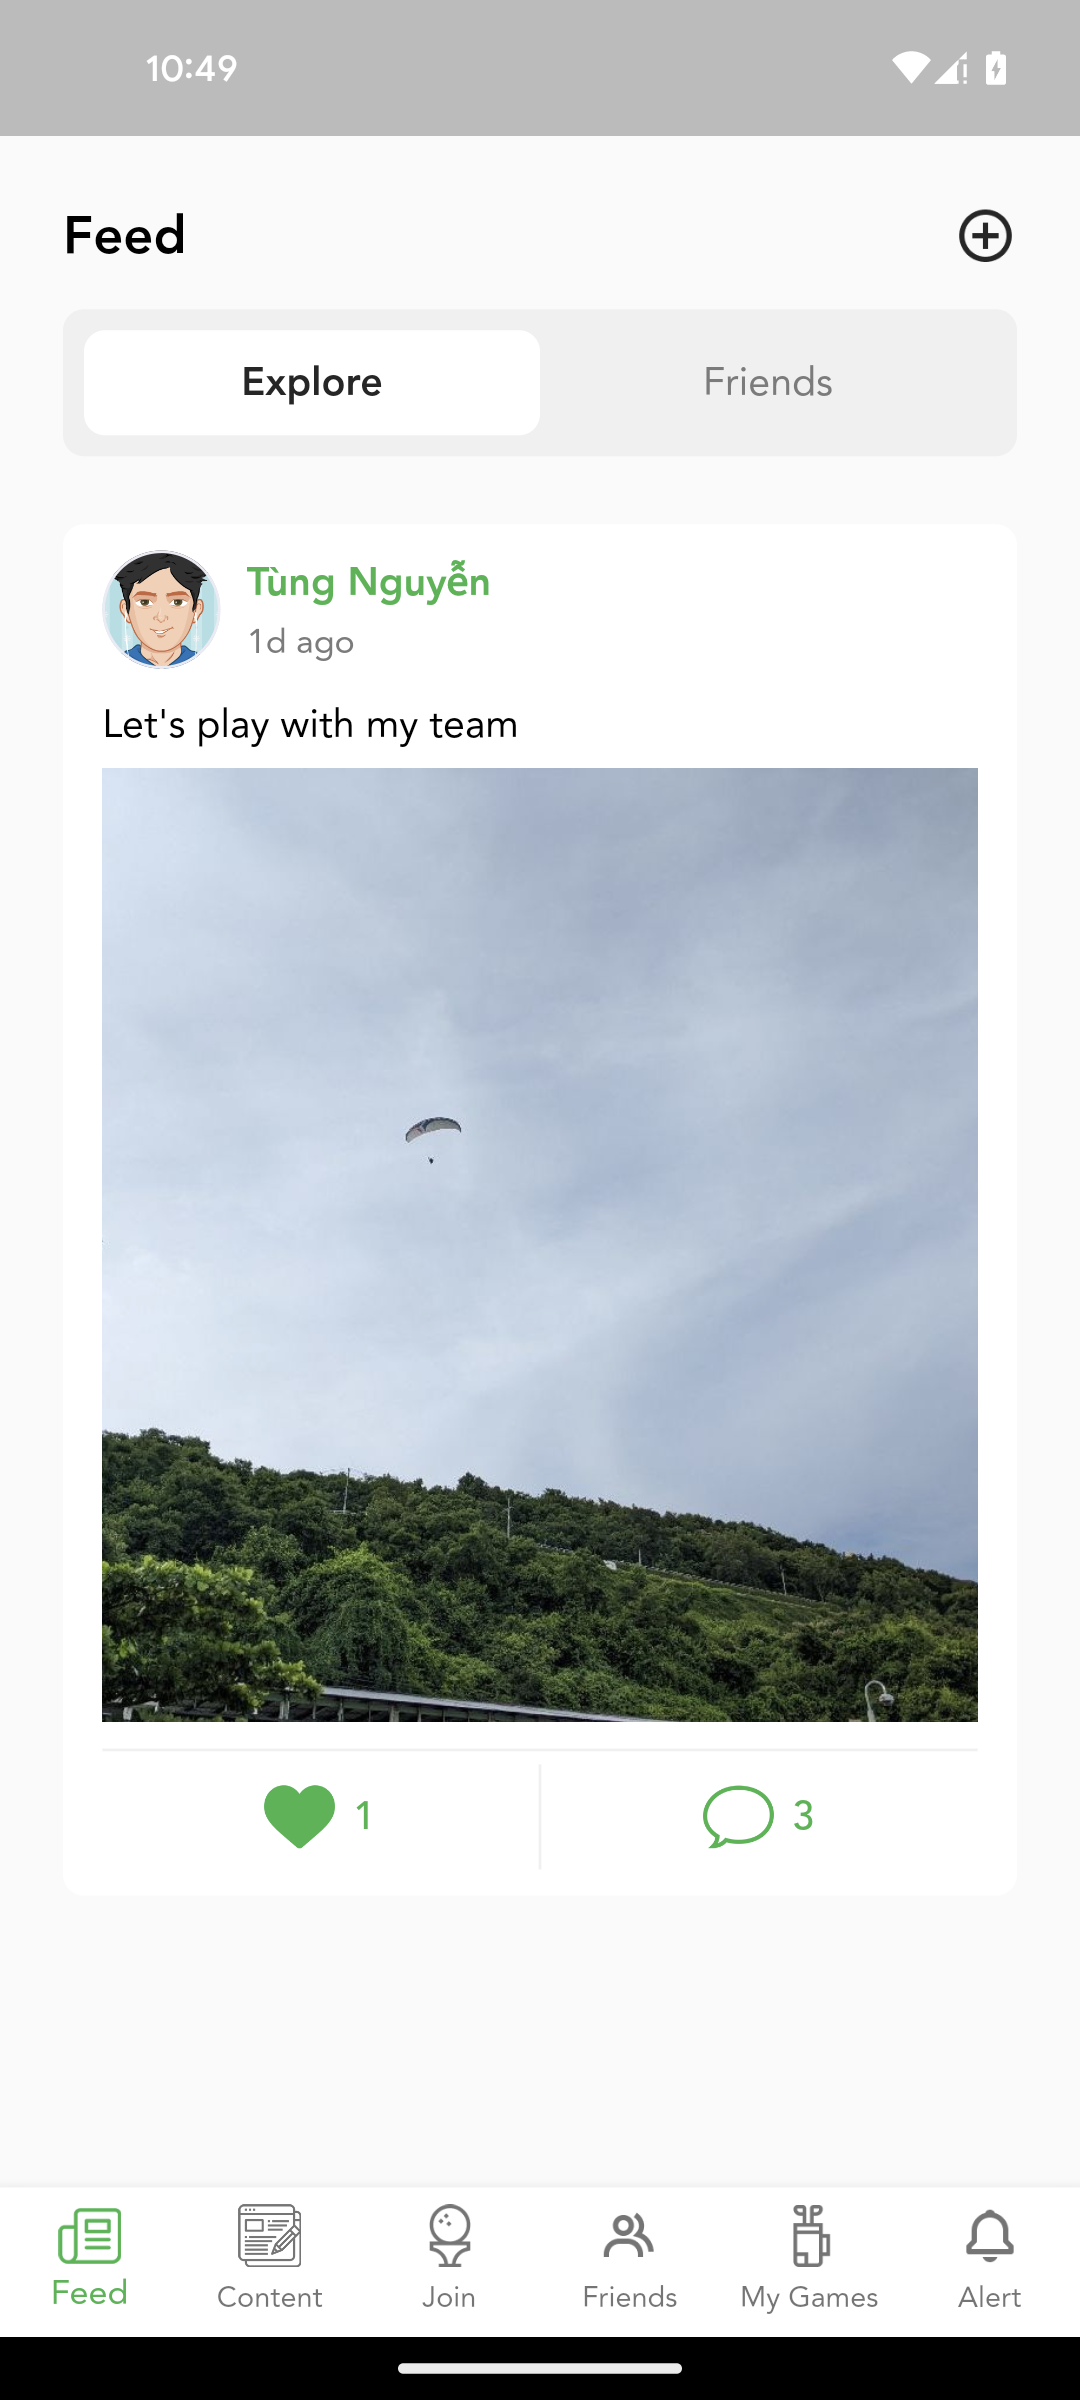 10:49
Feed
Explore
Friends
Tùng Nguyễn
1d ago
Let's play with my team
1
3
Feed
Content
Join
Friends
My Games
Alert